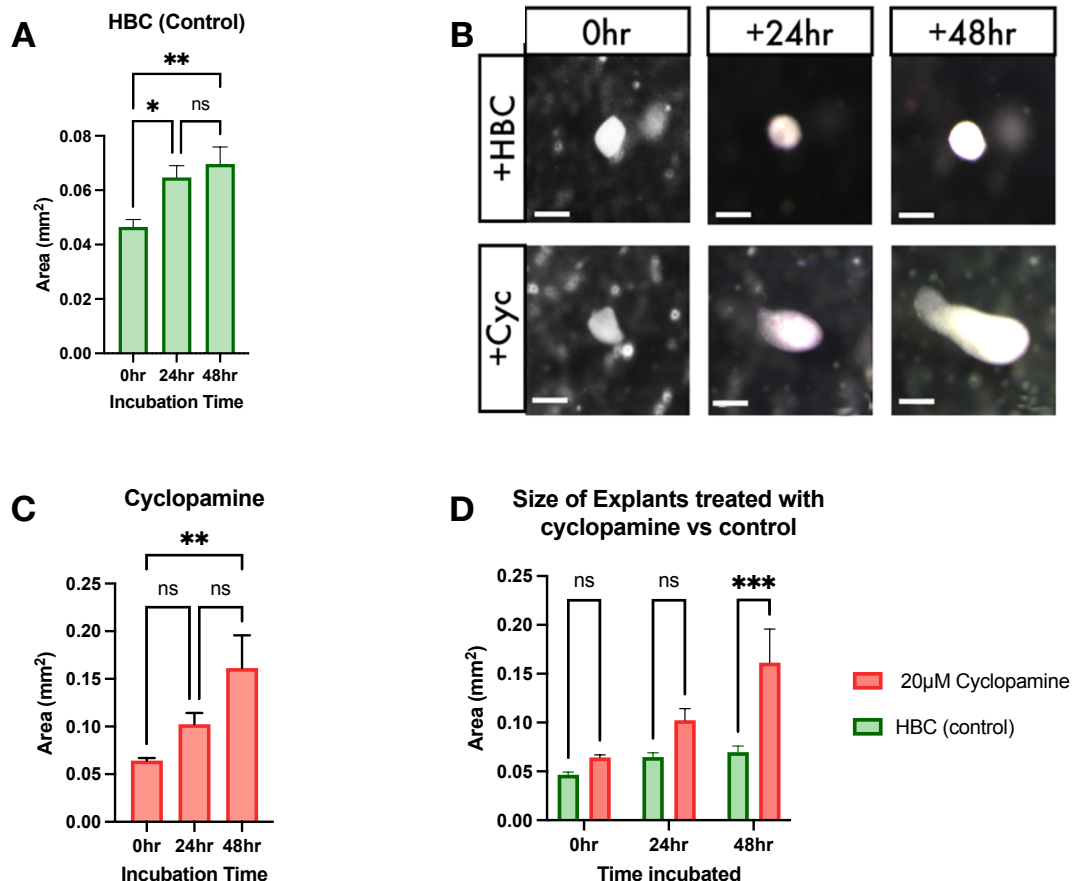 A
HBC (Control)
**
*
ns
0.08
0.06
0.04
0.02
0.00
Area (mm²)
0hr 24hr 48hr
Incubation Time
B
0hr
+24hr
+48hr
+HBC
+Cyc
C
Cyclopamine
**
ns
ns
0.25
0.20
0.15
0.10
0.05
0.00
Area (mm²)
0hr 24hr 48hr
Incubation Time
D
Size of Explants treated with
cyclopamine vs control
ns
ns
***
0.25
0.20
0.15
0.10
0.05
0.00
Area (mm²)
0hr 24hr 48hr
Time incubated
20µM Cyclopamine
HBC (control)